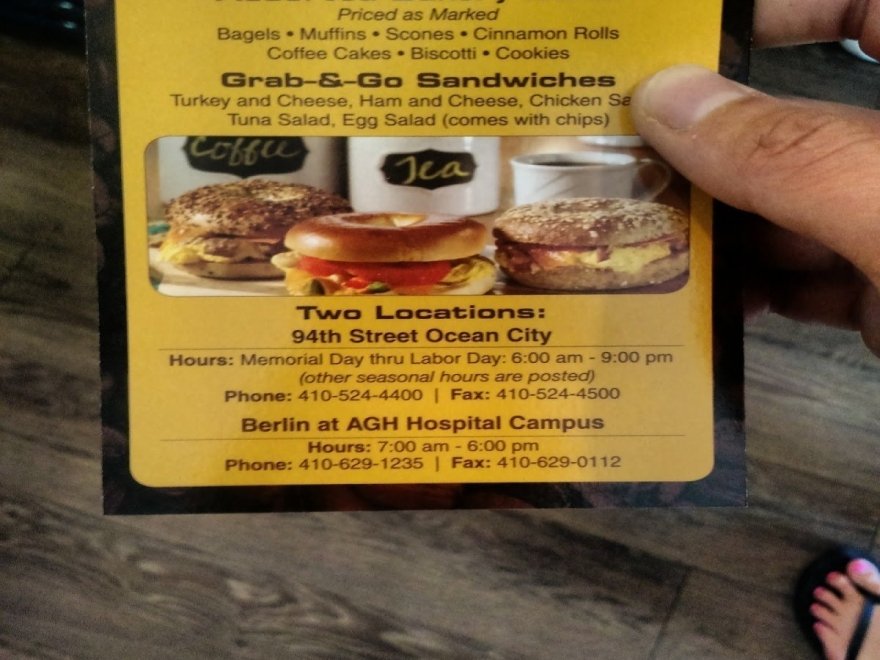 Priced as Marked
Bagels • Muffins • Scones • Cinnamon Rolls
Coffee Cakes • Biscotti • Cookies
Grab-&-Go Sandwiches
Turkey and Cheese, Ham and Cheese, Chicken Sa
Tuna Salad, Egg Salad (comes with chips)
Coffee
Tea
Two Locations:
94th Street Ocean City
Hours: Memorial Day thru Labor Day: 6:00 am - 9:00 pm
(other seasonal hours are posted)
Phone: 410-524-4400 | Fax: 410-524-4500
Berlin at AGH Hospital Campus
Hours: 7:00 am - 6:00 pm
Phone: 410-629-1235 | Fax: 410-629-0112